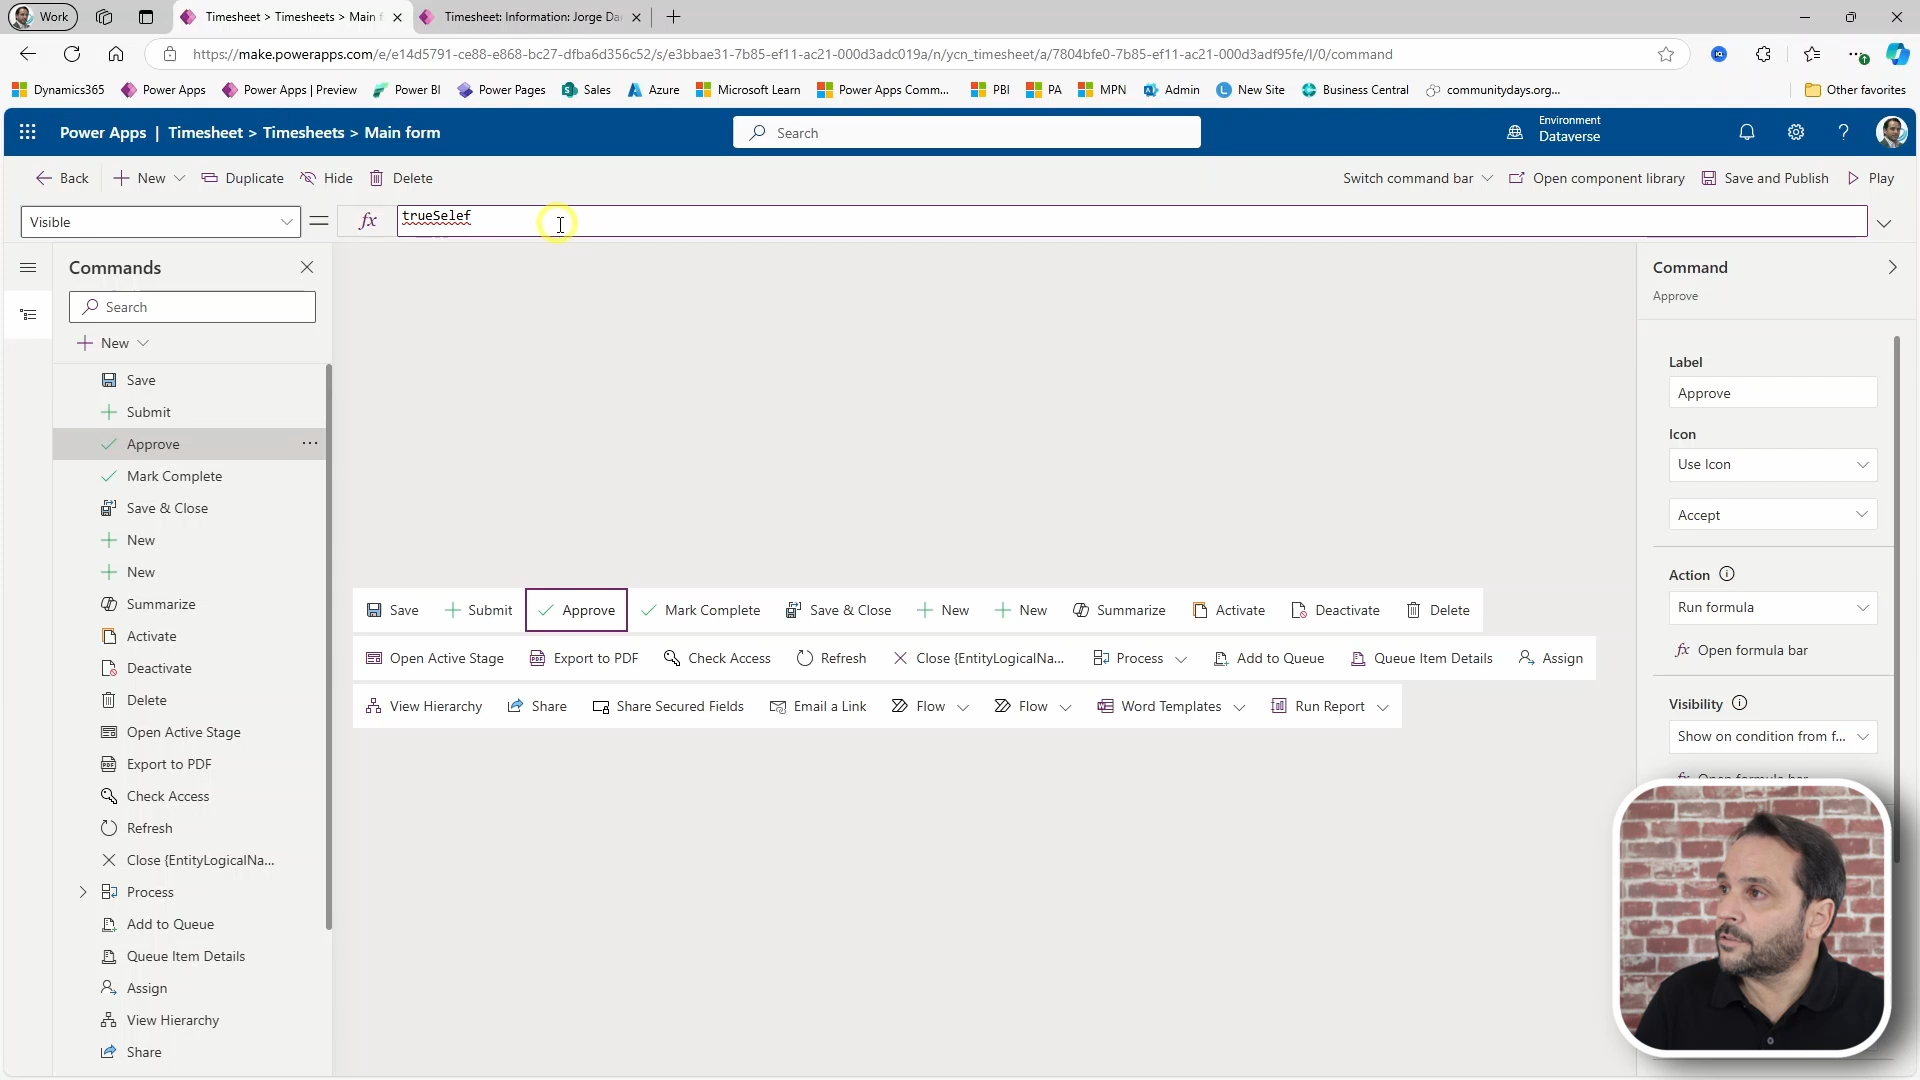 Work
Timesheet > Timesheets > Main f
Timesheet: Information: Jorge Da
https://make.powerapps.com/e/e14d5791-ce88-e868-bc27-dfba6d356c52/s/e3bbae31-7b85-ef11-ac21-000d3adc019a/n/ycn_timesheet/a/7804bfe0-7b85-ef11-ac21-000d3adf95fe/l/0/command
Dynamics365
Power Apps
Power Apps | Preview
Power BI
Power Pages
Sales
Azure
Microsoft Learn
Power Apps Comm...
PBI
PA
MPN
Admin
New Site
Business Central
communitydays.org...
Other favorites
Power Apps | Timesheet > Timesheets > Main form
Search
Environment
Dataverse
Back
New
Duplicate
Hide
Delete
Switch command bar
Open component library
Save and Publish
Play
Visible
=
fx
trueSelef
Commands
Search
New
Save
Submit
Approve
Mark Complete
Save & Close
New
New
Summarize
Activate
Deactivate
Delete
Open Active Stage
Export to PDF
Check Access
Refresh
Close {EntityLogicalNa...
Process
Add to Queue
Queue Item Details
Assign
View Hierarchy
Share
Save Submit Approve Mark Complete Save & Close New New Summarize Activate Deactivate Delete
Open Active Stage Export to PDF Check Access Refresh Close {EntityLogicalNa... Process Add to Queue Queue Item Details Assign
View Hierarchy Share Share Secured Fields Email a Link Flow Flow Word Templates Run Report
Command
Approve
Label
Approve
Icon
Use Icon
Accept
Action
Run formula
fx Open formula bar
Visibility
Show on condition from f...
fx Open formula bar